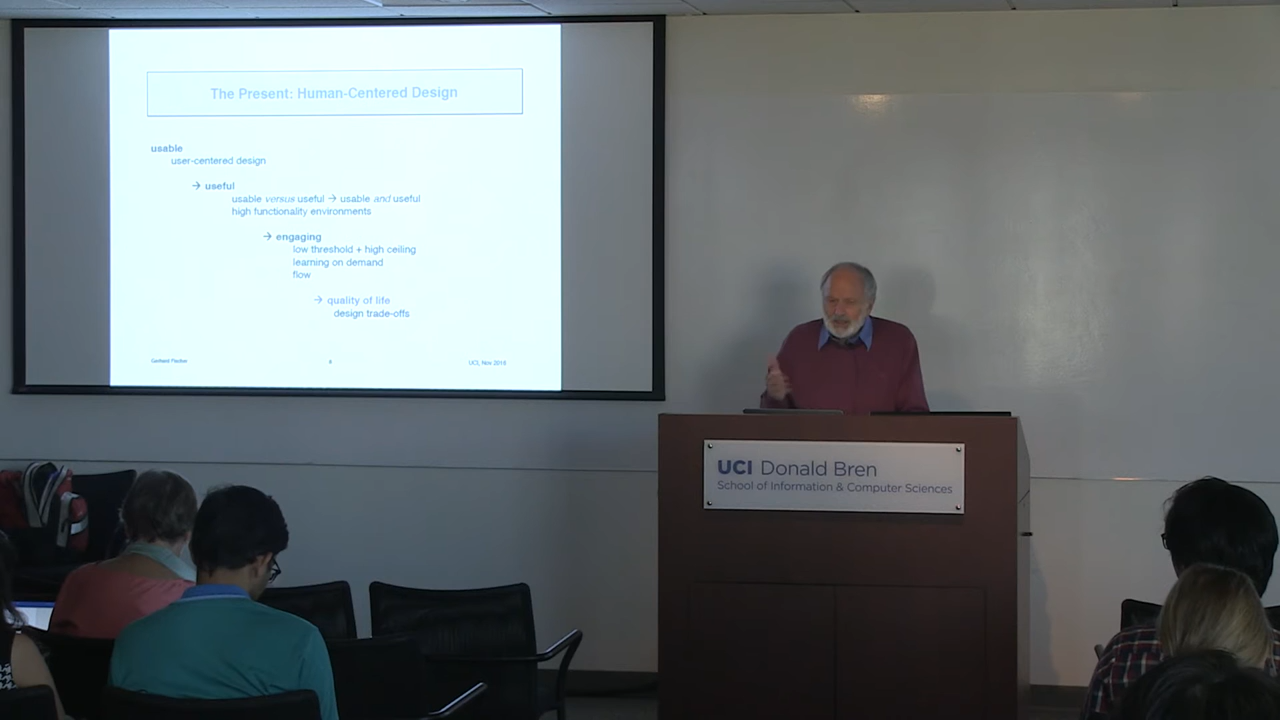 The Present: Human-Centered Design
usable
user-centered design
→ useful
usable versus useful → usable and useful
high functionality environments
→ engaging
low threshold + high ceiling
learning on demand
flow
→ quality of life
design trade-offs
Gerhard Fischer
UCI, Nov 2018
UCI Donald Bren
School of Information & Computer Sciences